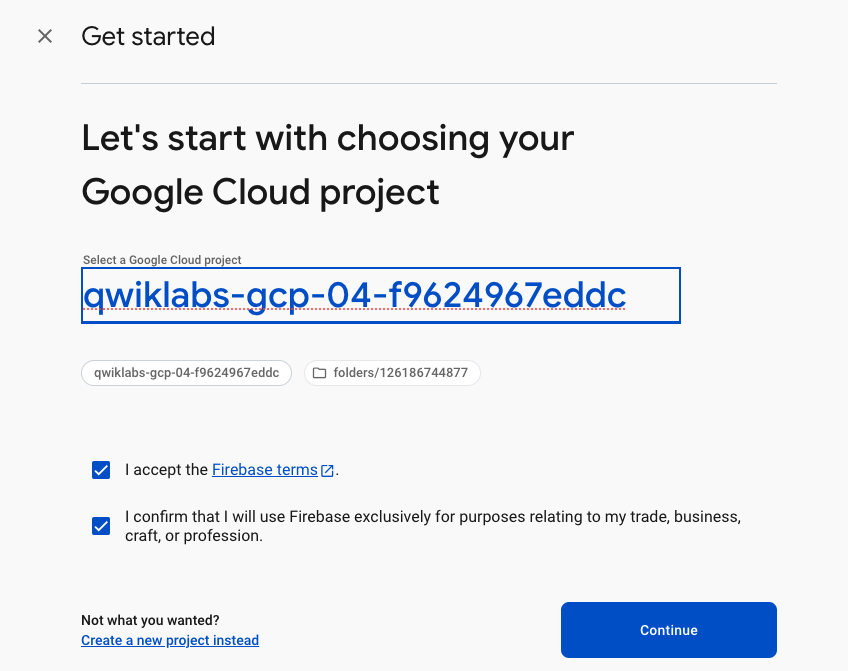 Get started
Let's start with choosing your
Google Cloud project
Select a Google Cloud project
qwiklabs-gcp-04-f9624967eddc
qwiklabs-gcp-04-f9624967eddc
folders/126186744877
I accept the Firebase terms.
I confirm that I will use Firebase exclusively for purposes relating to my trade, business,
craft, or profession.
Not what you wanted?
Create a new project instead
Continue